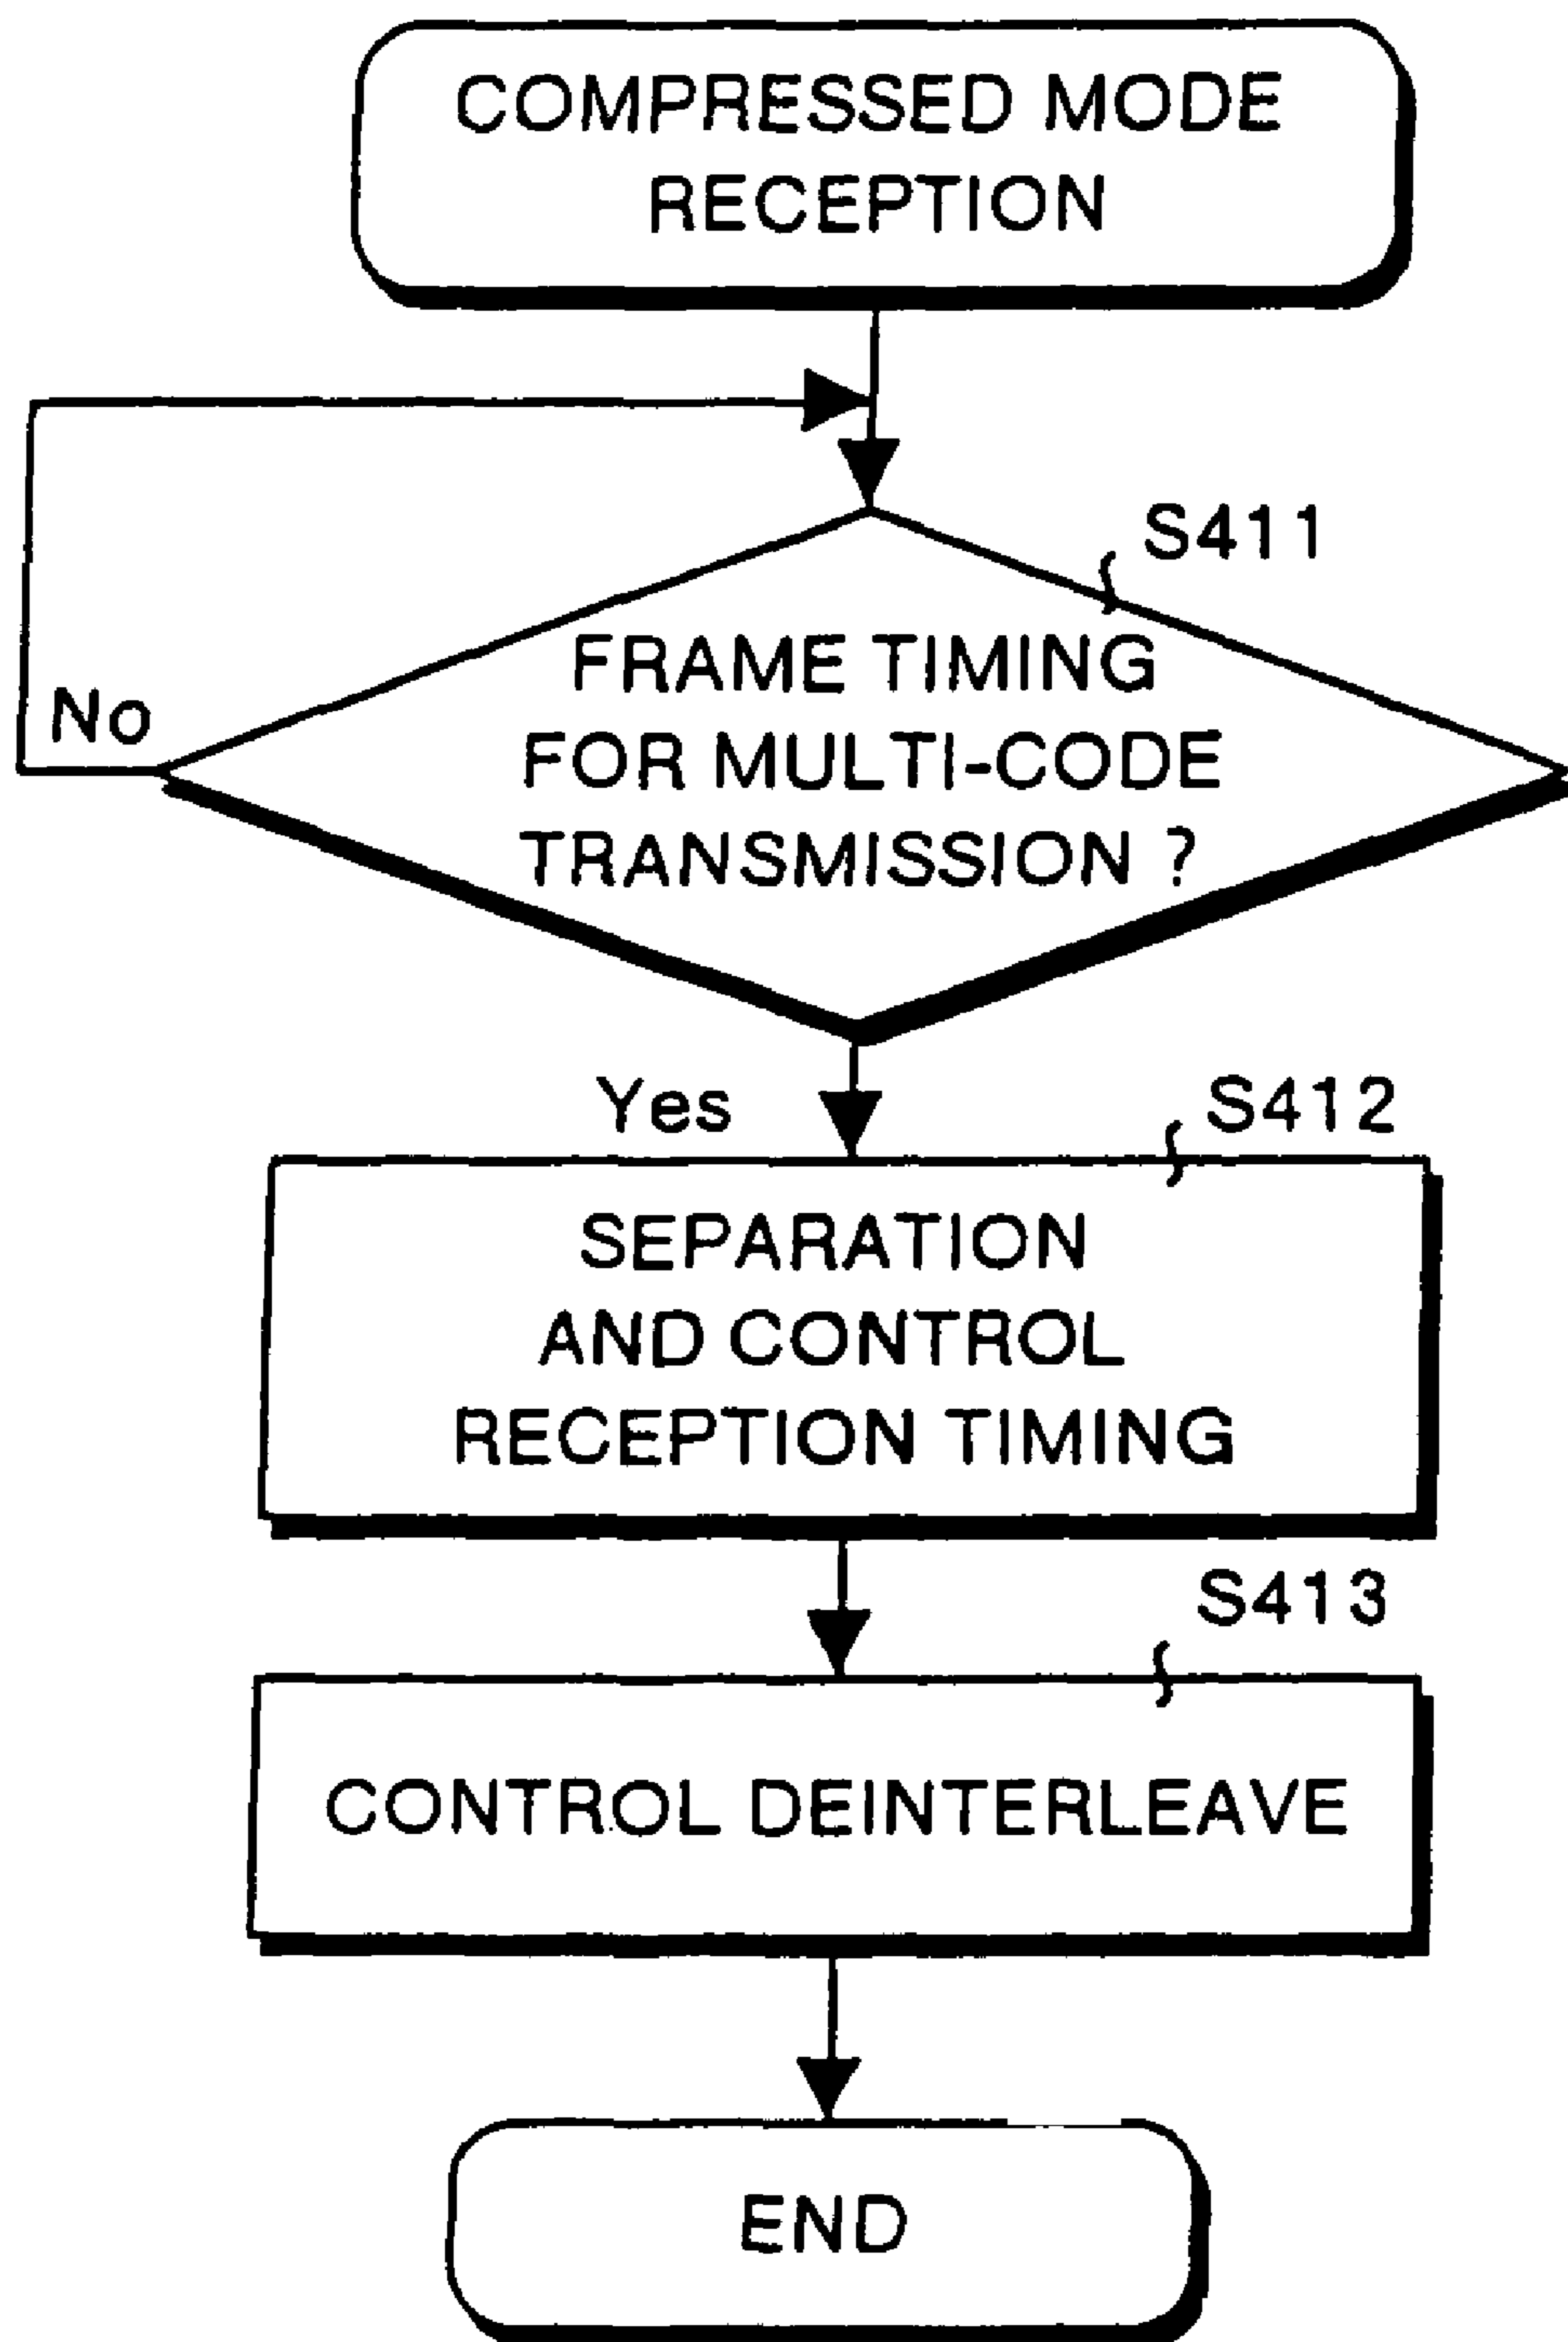 COMPRESSED MODE
RECEPTION
S411
FRAME TIMING
FOR MULTI-CODE
TRANSMISSION ?
No
Yes
S412
SEPARATION
AND CONTROL
RECEPTION TIMING
S413
CONTROL DEINTERLEAVE
END